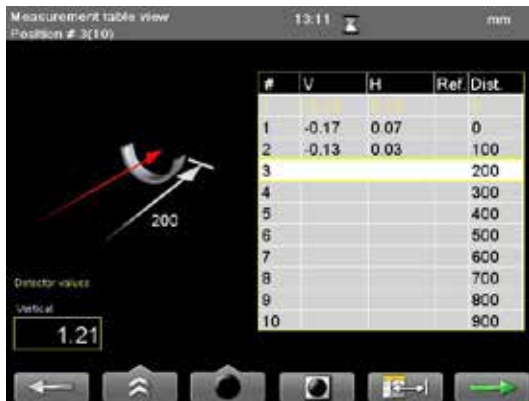 Measurement table view
Position # 3(10)
13:11
mm
# V H Ref. Dist.
1 -0.17 0.07 0
2 -0.13 0.03 100
3 200
4 300
5 400
6 500
7 600
8 700
9 800
10 900
200
Detector values
Vertical
1.21